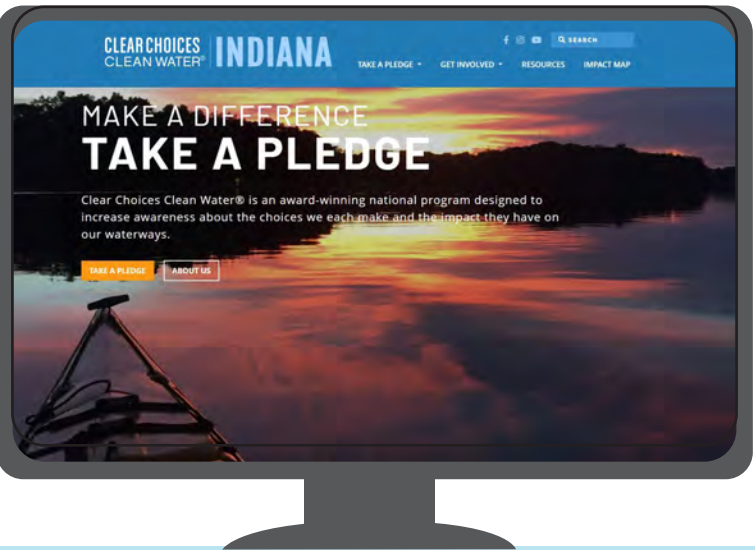 CLEAR CHOICES
CLEAN WATER®
INDIANA
SEARCH
TAKE A PLEDGE
GET INVOLVED
RESOURCES
IMPACT MAP
MAKE A DIFFERENCE
TAKE A PLEDGE
Clear Choices Clean Water® is an award-winning national program designed to
increase awareness about the choices we each make and the impact they have on
our waterways.
TAKE A PLEDGE
ABOUT US